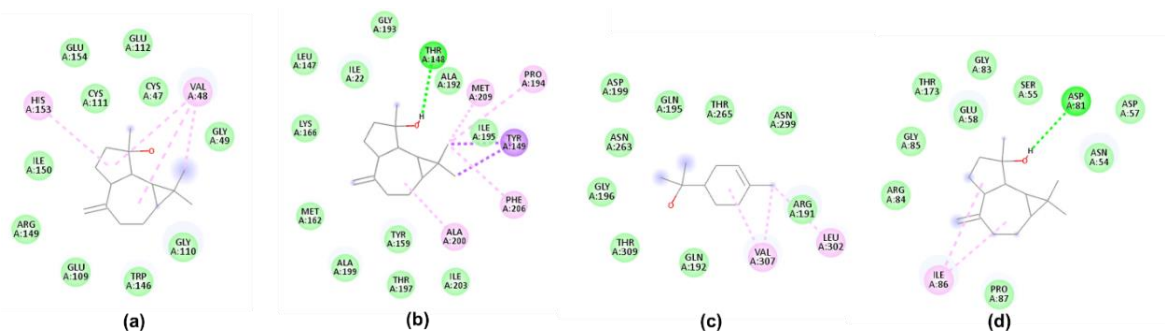 GLU
A:154
GLU
A:112
HIS
A:153
CYS
A:111
CYS
A:47
VAL
A:48
GLY
A:49
ILE
A:150
ARG
A:149
GLY
A:110
GLU
A:109
TRP
A:146
(a)
GLY
A:193
LEU
A:147
ILE
A:22
THR
A:148
ALA
A:192
MET
A:209
PRO
A:194
H
LYS
A:166
ILE
A:195
TYR
A:149
MET
A:162
PHE
A:206
TYR
A:159
ALA
A:200
ALA
A:199
THR
A:197
ILE
A:203
(b)
ASP
A:199
GLN
A:195
THR
A:265
ASN
A:299
ASN
A:263
GLY
A:196
ARG
A:191
THR
A:309
GLN
A:192
VAL
A:307
LEU
A:302
(c)
THR
A:173
GLY
A:83
SER
A:55
ASP
A:81
ASP
A:57
GLU
A:58
GLY
A:85
H
ASN
A:54
ARG
A:84
ILE
A:86
PRO
A:87
(d)